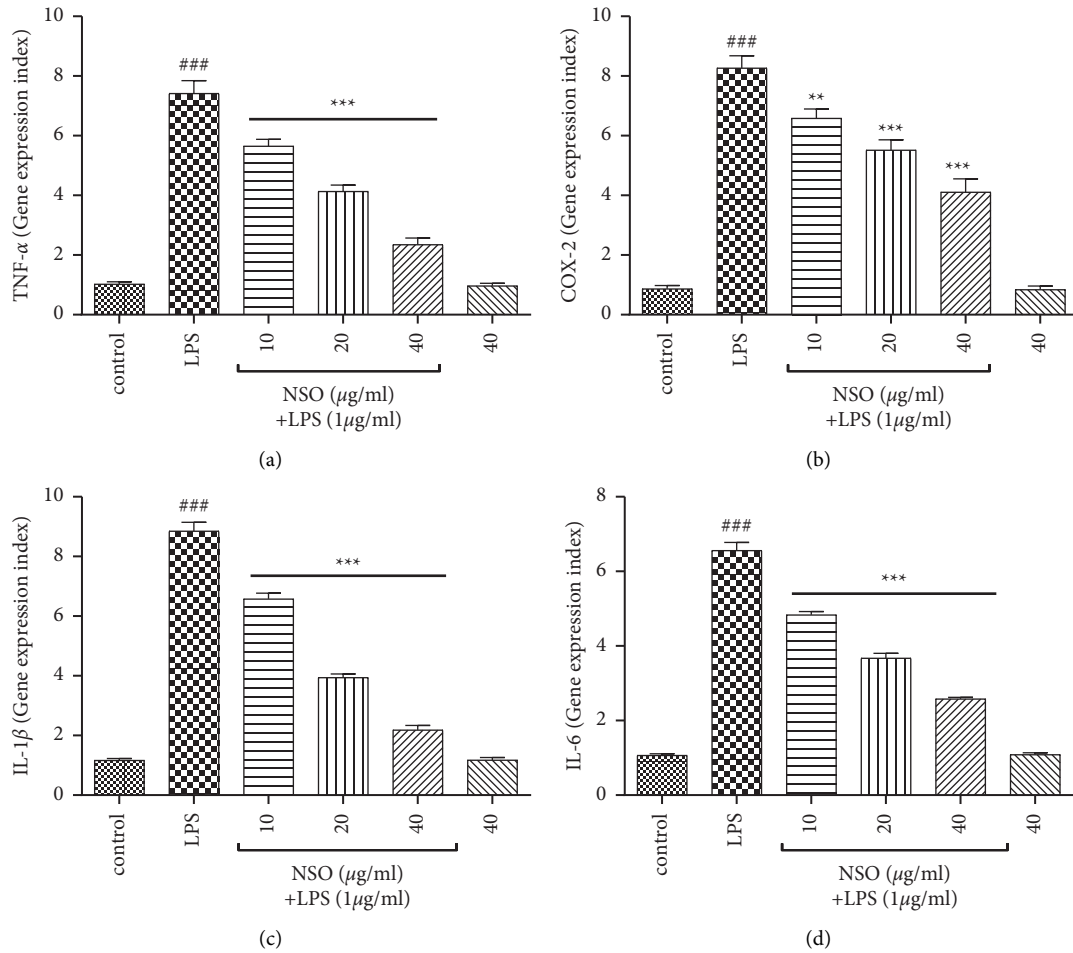 TNF-α (Gene expression index)
10
8
6
4
2
0
###
***
control
LPS
10
20
40
40
NSO (μg/ml)
+LPS (1μg/ml)
(a)
COX-2 (Gene expression index)
10
8
6
4
2
0
###
**
***
***
control
LPS
10
20
40
40
NSO (μg/ml)
+LPS (1μg/ml)
(b)
IL-1β (Gene expression index)
10
8
6
4
2
0
###
***
control
LPS
10
20
40
40
NSO (μg/ml)
+LPS (1μg/ml)
(c)
IL-6 (Gene expression index)
8
6
4
2
0
###
***
control
LPS
10
20
40
40
NSO (μg/ml)
+LPS (1μg/ml)
(d)